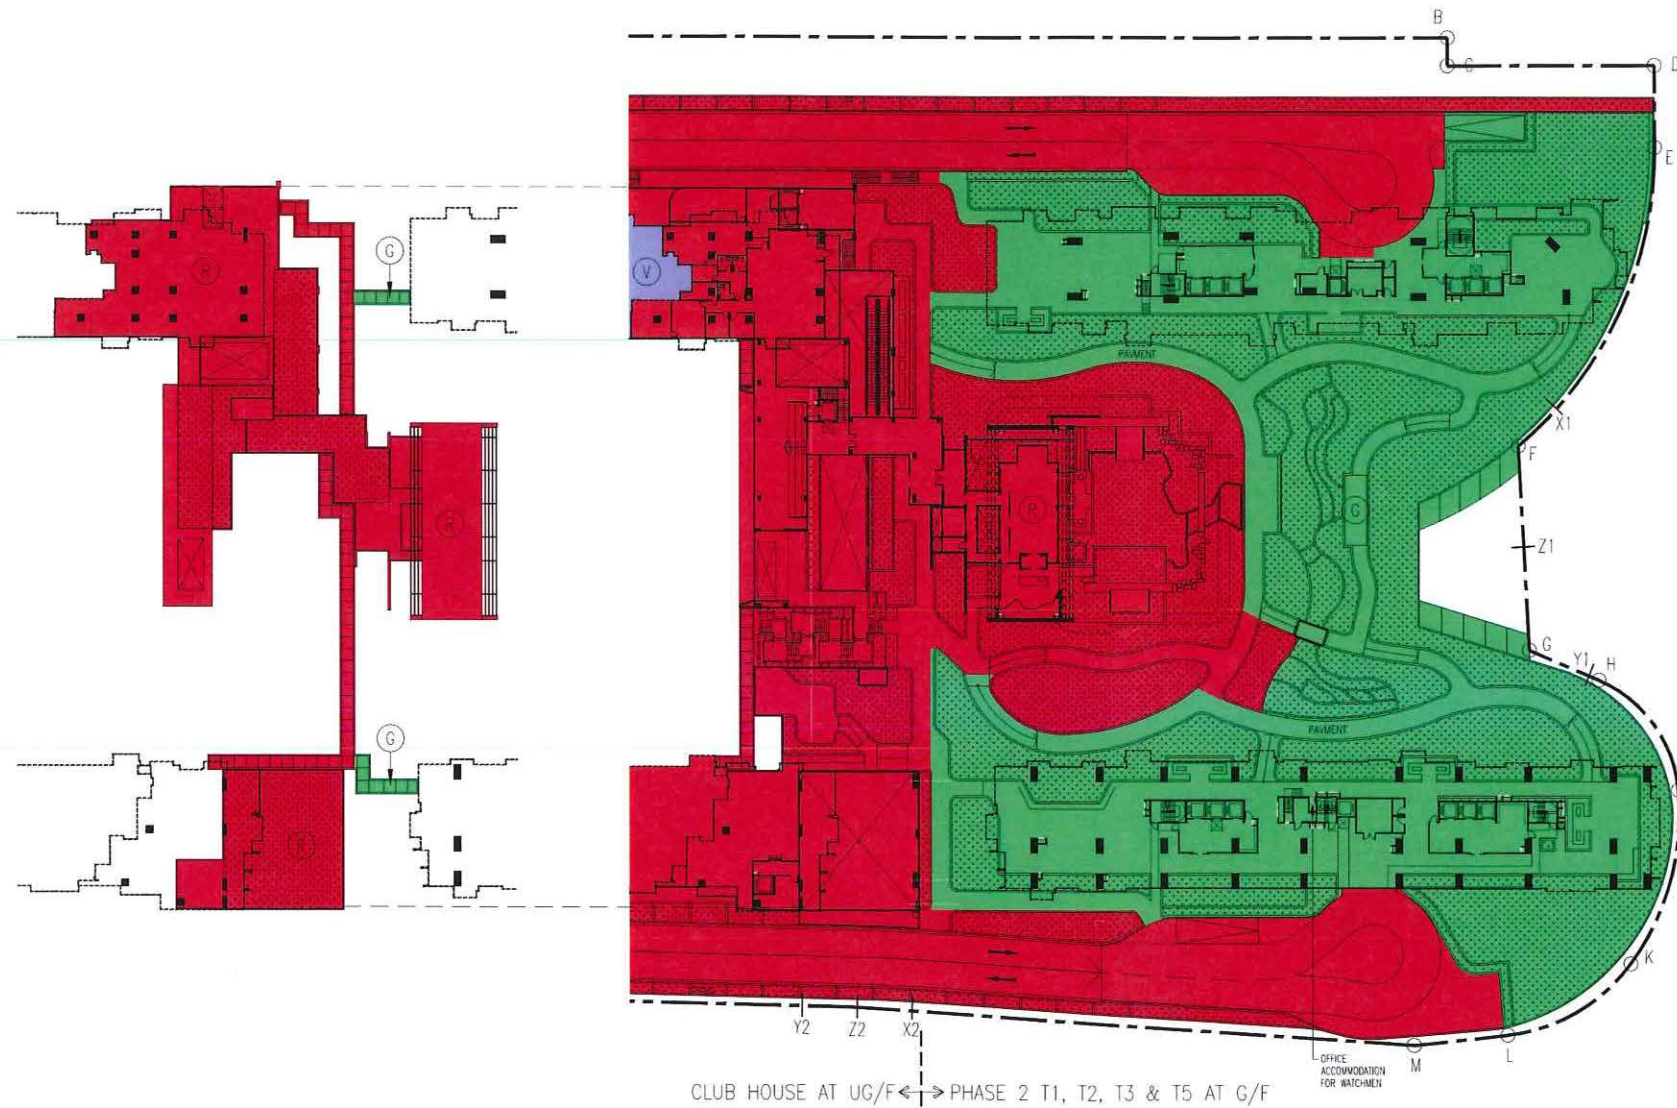 B
C
D
E
G
R
V
PAVMENT
X1
F
R
R
G
Z1
G
Y1
H
G
PAVMENT
R
K
Y2
Z2
X2
L
M
OFFICE
ACCOMMODATION
FOR WATCHMEN
CLUB HOUSE AT UG/F
PHASE 2 T1, T2, T3 & T5 AT G/F